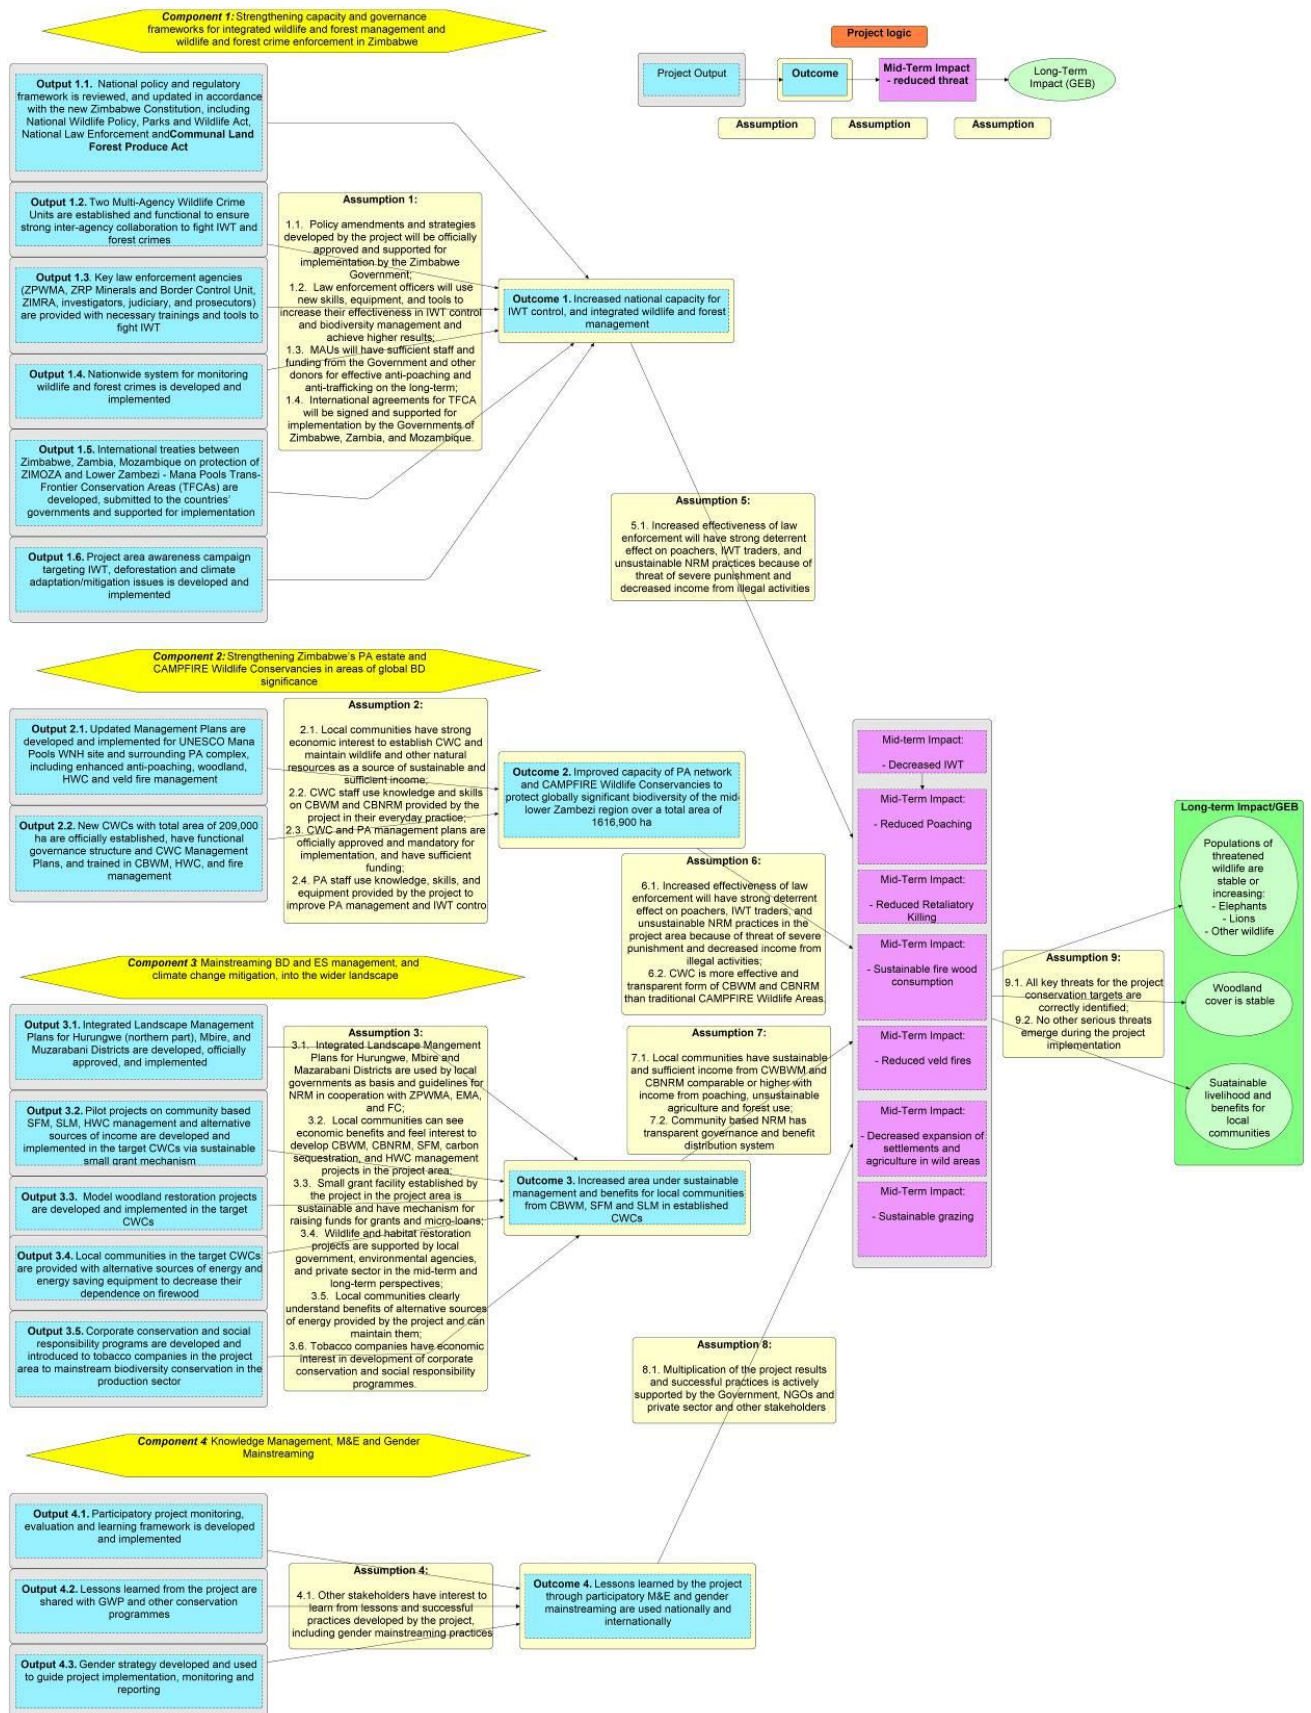 Component 1: Strengthening capacity and governance
frameworks for integrated wildlife and forest management and
wildlife and forest crime enforcement in Zimbabwe
Project logic
Project Output
Outcome
Mid-Term Impact
- reduced threat
Long-Term
Impact (GEB)
Assumption
Assumption
Assumption
Output 1.1. National policy and regulatory
framework is reviewed, and updated in accordance
with the new Zimbabwe Constitution, including
National Wildlife Policy, Parks and Wildlife Act,
National Law Enforcement andCommunal Land
Forest Produce Act
Output 1.2. Two Multi-Agency Wildlife Crime
Units are established and functional to ensure
strong inter-agency collaboration to fight IWT and
forest crimes
Output 1.3. Key law enforcement agencies
(ZPWMA, ZRP Minerals and Border Control Unit,
ZIMRA, investigators, judiciary, and prosecutors)
are provided with necessary trainings and tools to
fight IWT
Output 1.4. Nationwide system for monitoring
wildlife and forest crimes is developed and
implemented
Output 1.5. International treaties between
Zimbabwe, Zambia, Mozambique on protection of
ZIMOZA and Lower Zambezi - Mana Pools Trans-
Frontier Conservation Areas (TFCAs) are
developed, submitted to the countries'
governments and supported for implementation
Output 1.6. Project area awareness campaign
targeting IWT, deforestation and climate
adaptation/mitigation issues is developed and
implemented
Assumption 1:
1.1. Policy amendments and strategies
developed by the project will be officially
approved and supported for
implementation by the Zimbabwe
Government;
1.2. Law enforcement officers will use
new skills, equipment, and tools to
increase their effectiveness in IWT control
and biodiversity management and
achieve higher results;
1.3. MAUs will have sufficient staff and
funding from the Government and other
donors for effective anti-poaching and
anti-trafficking on the long-term;
1.4. International agreements for TFCA
will be signed and supported for
implementation by the Governments of
Zimbabwe, Zambia, and Mozambique.
Outcome 1. Increased national capacity for
IWT control, and integrated wildlife and forest
management
Assumption 5:
5.1. Increased effectiveness of law
enforcement will have strong deterrent
effect on poachers, IWT traders, and
unsustainable NRM practices because of
threat of severe punishment and
decreased income from illegal activities
Component 2: Strengthening Zimbabwe's PA estate and
CAMPFIRE Wildlife Conservancies in areas of global BD
significance
Output 2.1. Updated Management Plans are
developed and implemented for UNESCO Mana
Pools WNH site and surrounding PA complex,
including enhanced anti-poaching, woodland,
HWC and veld fire management
Output 2.2. New CWCs with total area of 209,000
ha are officially established, have functional
governance structure and CWC Management
Plans, and trained in CBWM, HWC, and fire
management
Assumption 2:
2.1. Local communities have strong
economic interest to establish CWC and
maintain wildlife and other natural
resources as a source of sustainable and
sufficient income;
2.2. CWC staff use knowledge and skills
on CBWM and CBNRM provided by the
project in their everyday practice;
2.3. CWC and PA management plans are
officially approved and mandatory for
implementation, and have sufficient
funding;
2.4. PA staff use knowledge, skills, and
equipment provided by the project to
improve PA management and IWT contro
Outcome 2. Improved capacity of PA network
and CAMPFIRE Wildlife Conservancies to
protect globally significant biodiversity of the mid-
lower Zambezi region over a total area of
1616,900 ha
Assumption 6:
6.1. Increased effectiveness of law
enforcement will have strong deterrent
effect on poachers, IWT traders, and
unsustainable NRM practices in the
project area because of threat of severe
punishment and decreased income from
illegal activities;
6.2. CWC is more effective and
transparent form of CBWM and CBNRM
than traditional CAMPFIRE Wildlife Areas.
Component 3: Mainstreaming BD and ES management, and
climate change mitigation, into the wider landscape
Output 3.1. Integrated Landscape Management
Plans for Hurungwe (northern part), Mbire, and
Muzarabani Districts are developed, officially
approved, and implemented
Output 3.2. Pilot projects on community based
SFM, SLM, HWC management and alternative
sources of income are developed and
implemented in the target CWCs via sustainable
small grant mechanism
Output 3.3. Model woodland restoration projects
are developed and implemented in the target
CWCs
Output 3.4. Local communities in the target CWCs
are provided with alternative sources of energy and
energy saving equipment to decrease their
dependence on firewood
Output 3.5. Corporate conservation and social
responsibility programs are developed and
introduced to tobacco companies in the project
area to mainstream biodiversity conservation in the
production sector
Assumption 3:
3.1. Integrated Landscape Mangement
Plans for Hurungwe, Mbire and
Mazarabani Districts are used by local
governments as basis and guidelines for
NRM in cooperation with ZPWMA, EMA,
and FC;
3.2. Local communities can see
economic benefits and feel interest to
develop CBWM, CBNRM, SFM, carbon
sequestration, and HWC management
projects in the project area;
3.3. Small grant facility established by
the project in the project area is
sustainable and have mechanism for
raising funds for grants and micro-loans;
3.4. Wildlife and habitat restoration
projects are supported by local
government, environmental agencies,
and private sector in the mid-term and
long-term perspectives;
3.5. Local communities clearly
understand benefits of alternative sources
of energy provided by the project and can
maintain them;
3.6. Tobacco companies have economic
interest in development of corporate
conservation and social responsibility
programmes.
Outcome 3. Increased area under sustainable
management and benefits for local communities
from CBWM, SFM and SLM in established
CWCs
Assumption 7:
7.1. Local communities have sustainable
and sufficient income from CWBWM and
CBNRM comparable or higher with
income from poaching, unsustainable
agriculture and forest use;
7.2. Community based NRM has
transparent governance and benefit
distribution system
Assumption 8:
8.1. Multiplication of the project results
and successful practices is actively
supported by the Government, NGOs and
private sector and other stakeholders
Mid-term Impact:
- Decreased IWT
Mid-Term Impact:
- Reduced Poaching
Mid-Term Impact:
- Reduced Retaliatory
Killing
Mid-Term Impact:
- Sustainable fire wood
consumption
Mid-Term Impact:
- Reduced veld fires
Mid-Term Impact:
- Decreased expansion of
settlements and
agriculture in wild areas
Mid-Term Impact:
- Sustainable grazing
Assumption 9:
9.1. All key threats for the project
conservation targets are
correctly identified;
9.2. No other serious threats
emerge during the project
implementation
Long-term Impact/GEB
Populations of
threatened
wildlife are
stable or
increasing:
- Elephants
- Lions
- Other wildlife
Woodland
cover is stable
Suatainable
livelihood and
benefits for
local
communities
Component 4: Knowledge Management, M&E and Gender
Mainstreaming
Output 4.1. Participatory project monitoring,
evaluation and learning framework is developed
and implemented
Output 4.2. Lessons learned from the project are
shared with GWP and other conservation
programmes
Output 4.3. Gender strategy developed and used
to guide project implementation, monitoring and
reporting
Assumption 4:
4.1. Other stakeholders have interest to
learn from lessons and successful
practices developed by the project,
including gender mainstreaming practices
Outcome 4. Lessons learned by the project
through participatory M&E and gender
mainstreaming are used nationally and
internationally